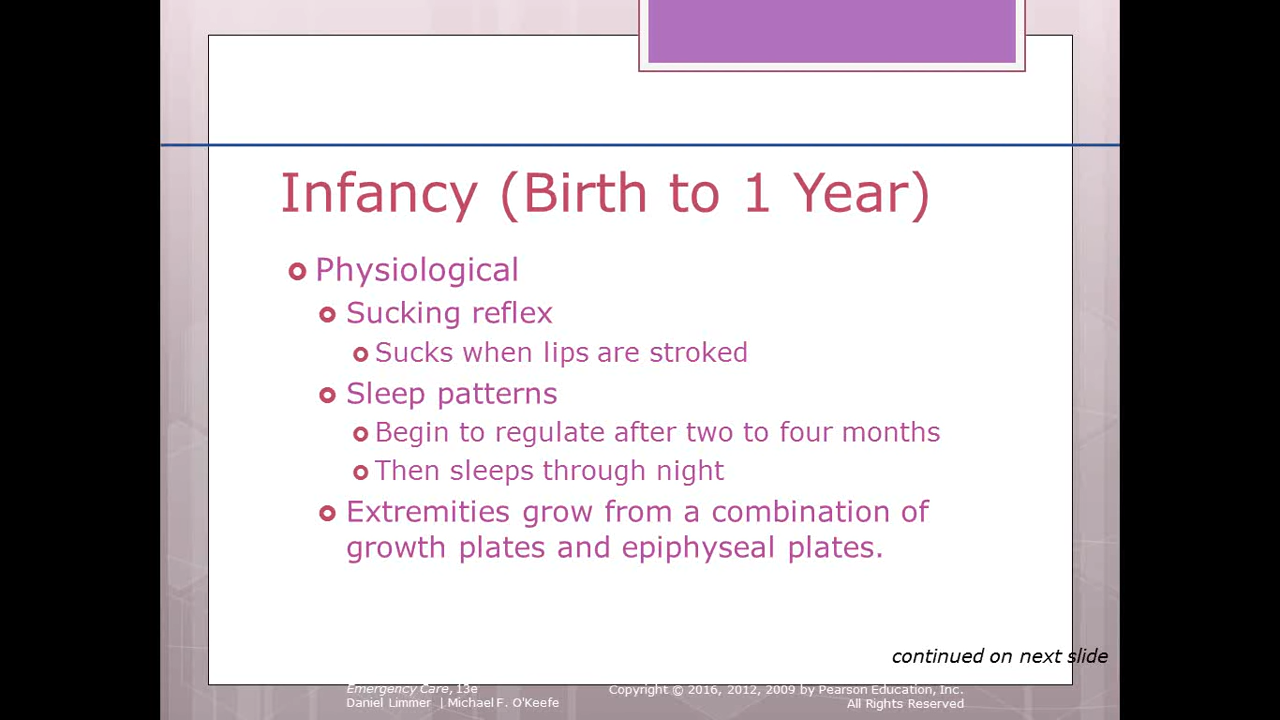 Infancy (Birth to 1 Year)
Physiological
Sucking reflex
Sucks when lips are stroked
Sleep patterns
Begin to regulate after two to four months
Then sleeps through night
Extremities grow from a combination of
growth plates and epiphyseal plates.
continued on next slide
Emergency Care, 13e
Daniel Limmer | Michael F. O'Keefe
Copyright © 2016, 2012, 2009 by Pearson Education, Inc.
All Rights Reserved